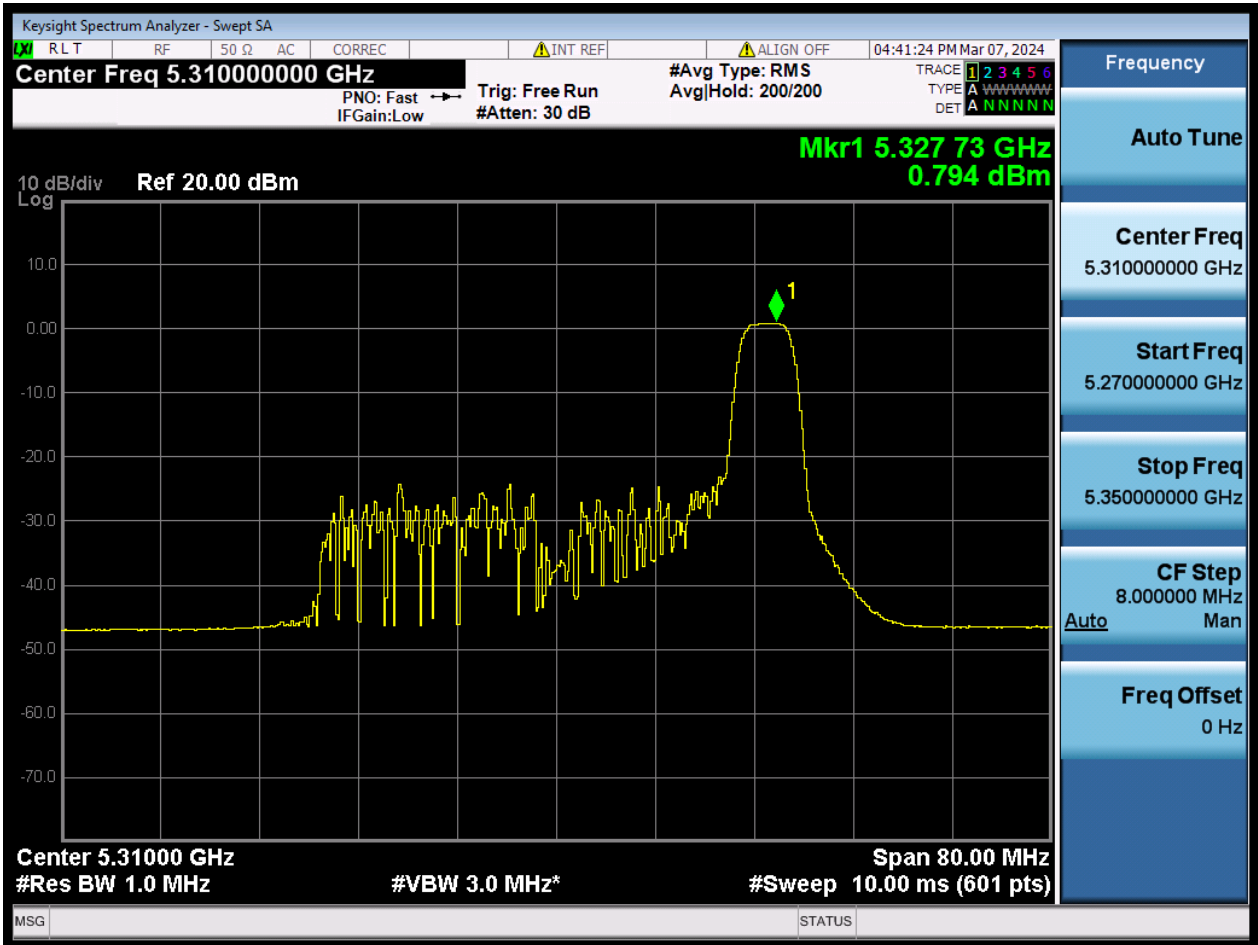 Keysight Spectrum Analyzer - Swept SA
LXI RLT RF 50 Ω AC CORREC INT REF ALIGN OFF 04:41:24 PM Mar 07, 2024
Center Freq 5.310000000 GHz
PNO: Fast
IFGain:Low
Trig: Free Run
#Atten: 30 dB
#Avg Type: RMS
Avg|Hold: 200/200
TRACE 1 2 3 4 5 6
TYPE A WWWWW
DET A N N N N N
Mkr1 5.327 73 GHz
0.794 dBm
10 dB/div Ref 20.00 dBm
Log
10.0
0.00
-10.0
-20.0
-30.0
-40.0
-50.0
-60.0
-70.0
1
Center 5.31000 GHz Span 80.00 MHz
#Res BW 1.0 MHz #VBW 3.0 MHz* #Sweep 10.00 ms (601 pts)
MSG STATUS
Frequency
Auto Tune
Center Freq
5.310000000 GHz
Start Freq
5.270000000 GHz
Stop Freq
5.350000000 GHz
CF Step
8.000000 MHz
Auto Man
Freq Offset
0 Hz